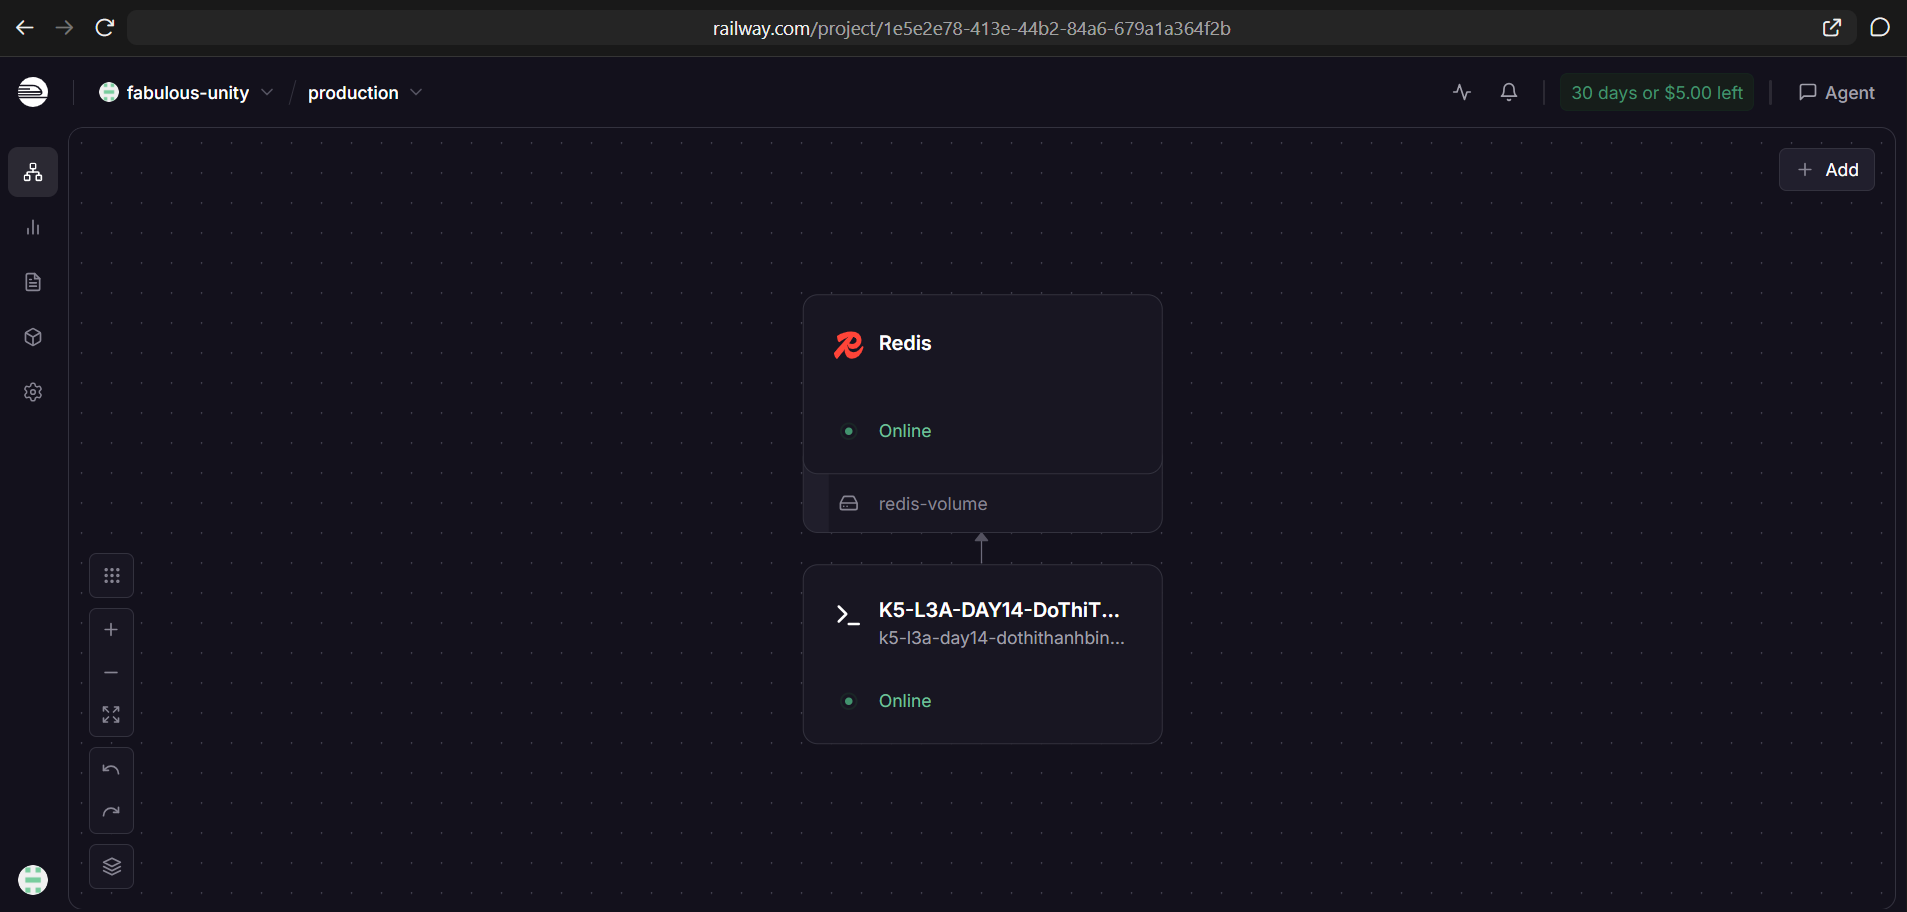 railway.com/project/1e5e2e78-413e-44b2-84a6-679a1a364f2b
fabulous-unity / production
30 days or $5.00 left
Agent
+ Add
Redis
Online
redis-volume
K5-L3A-DAY14-DoThiT...
k5-l3a-day14-dothithanhbin...
Online